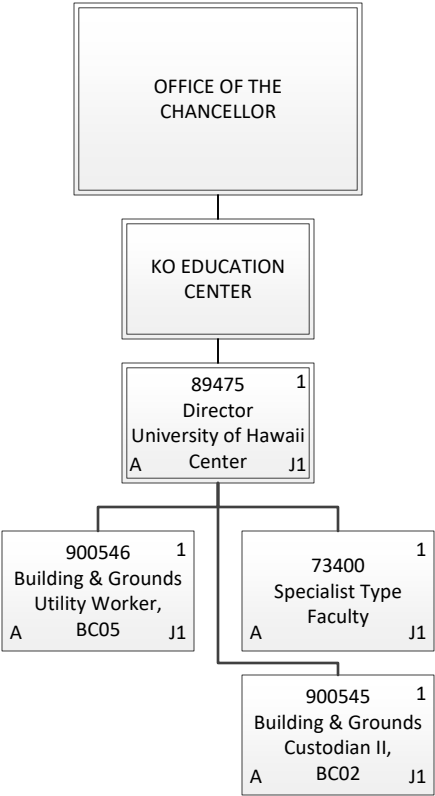 OFFICE OF THE
CHANCELLOR
KO EDUCATION
CENTER
89475 1
Director
University of Hawaii
A Center J1
900546 1
Building & Grounds
Utility Worker,
A BC05 J1
73400 1
Specialist Type
Faculty
A J1
900545 1
Building & Grounds
Custodian II,
A BC02 J1